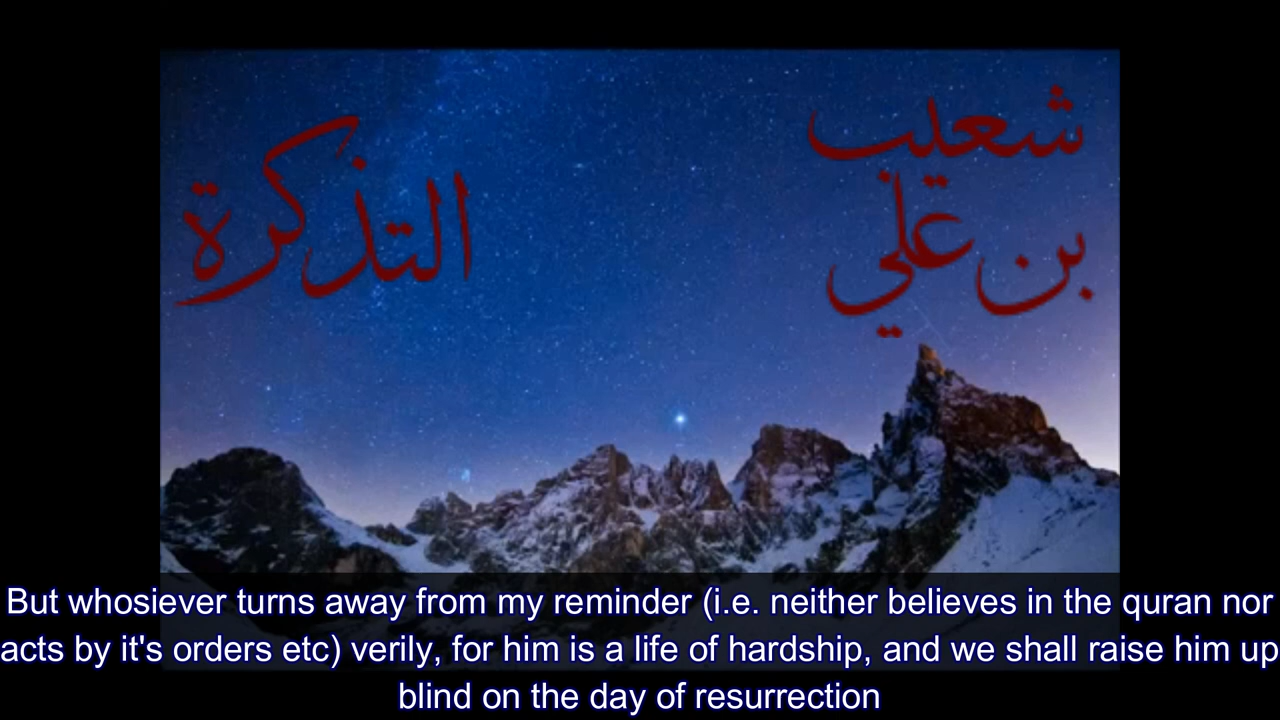 شعيب
بن علي
التذكرة
But whosiever turns away from my reminder (i.e. neither believes in the quran nor
acts by it's orders etc) verily, for him is a life of hardship, and we shall raise him up
blind on the day of resurrection